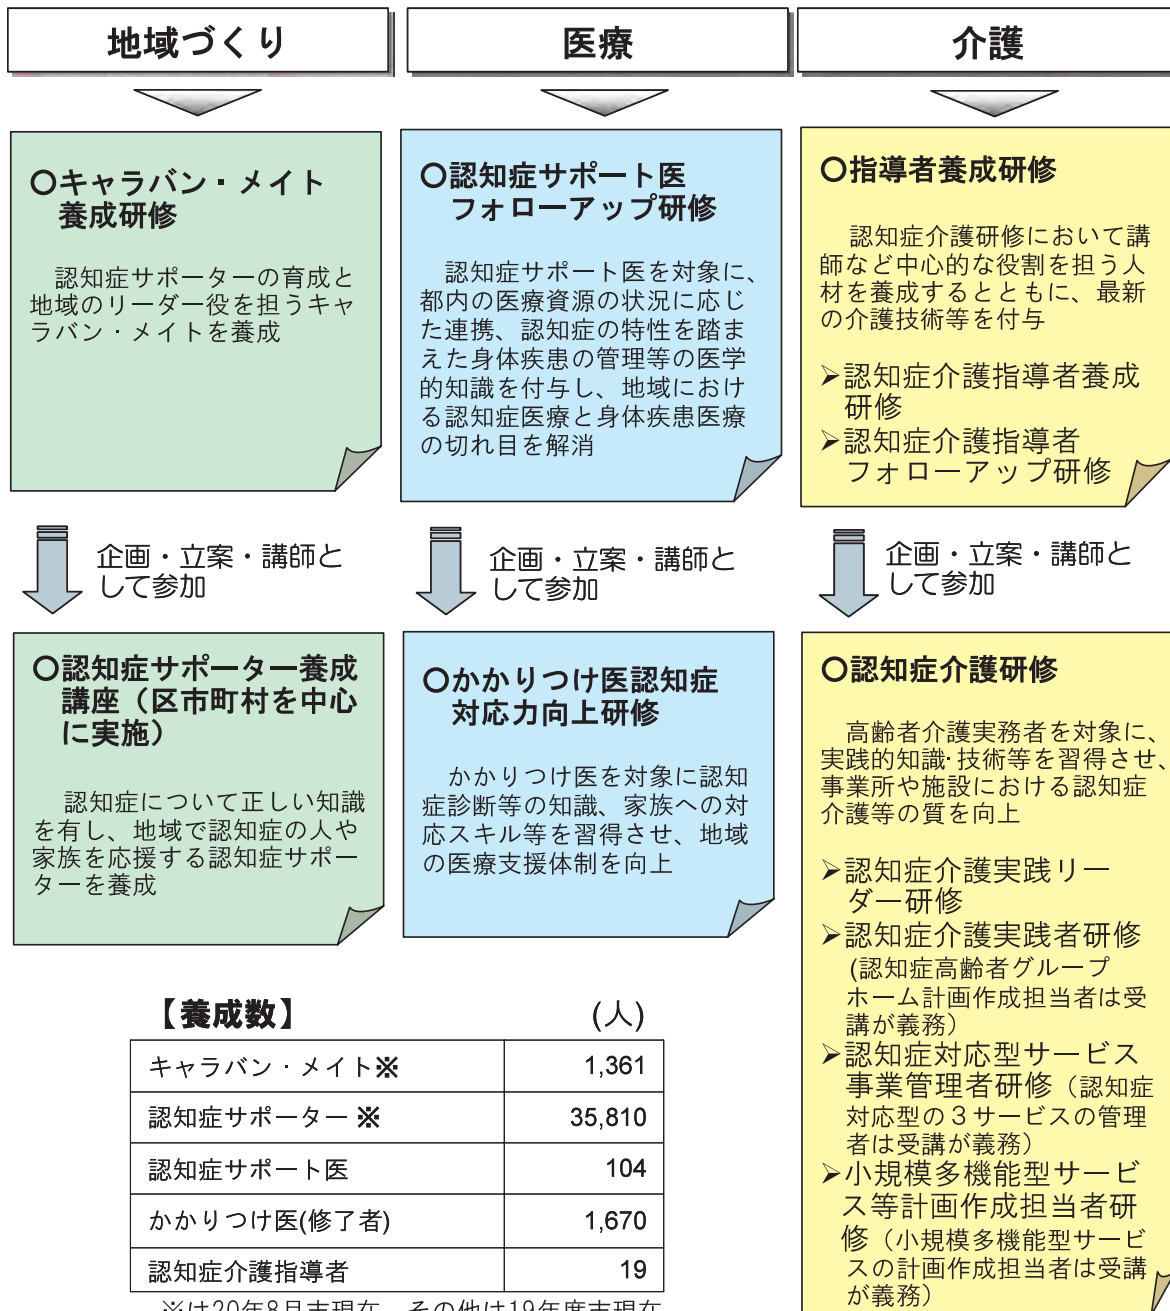 地域づくり
○キャラバン・メイト
養成研修
認知症サポーターの育成と
地域のリーダー役を担うキャ
ラバン・メイトを養成
企画・立案・講師と
して参加
○認知症サポーター養成
講座（区市町村を中心
に実施）
認知症について正しい知識
を有し、地域で認知症の人や
家族を応援する認知症サポー
ターを養成
医療
○認知症サポート医
フォローアップ研修
認知症サポート医を対象に、
都内の医療資源の状況に応じ
た連携、認知症の特性を踏ま
えた身体疾患の管理等の医学
的知識を付与し、地域におけ
る認知症医療と身体疾患医療
の切れ目を解消
企画・立案・講師と
して参加
○かかりつけ医認知症
対応力向上研修
かかりつけ医を対象に認知
症診断等の知識、家族への対
応スキル等を習得させ、地域
の医療支援体制を向上
介護
○指導者養成研修
認知症介護研修において講
師など中心的な役割を担う人
材を養成するとともに、最新
の介護技術等を付与
➢認知症介護指導者養成
研修
➢認知症介護指導者
フォローアップ研修
企画・立案・講師と
して参加
○認知症介護研修
高齢者介護実務者を対象に、
実践的知識・技術等を習得させ、
事業所や施設における認知症
介護等の質を向上
➢認知症介護実践リー
ダー研修
➢認知症介護実践者研修
(認知症高齢者グループ
ホーム計画作成担当者は受
講が義務）
➢認知症対応型サービス
事業管理者研修（認知症
対応型の３サービスの管理
者は受講が義務）
➢小規模多機能型サービ
ス等計画作成担当者研
修（小規模多機能型サービ
スの計画作成担当者は受講
が義務）
【養成数】 (人)
キャラバン・メイト※ 1,361
認知症サポーター※ 35,810
認知症サポート医 104
かかりつけ医(修了者) 1,670
認知症介護指導者 19
※は20年8月末現在、その他は19年度末現在